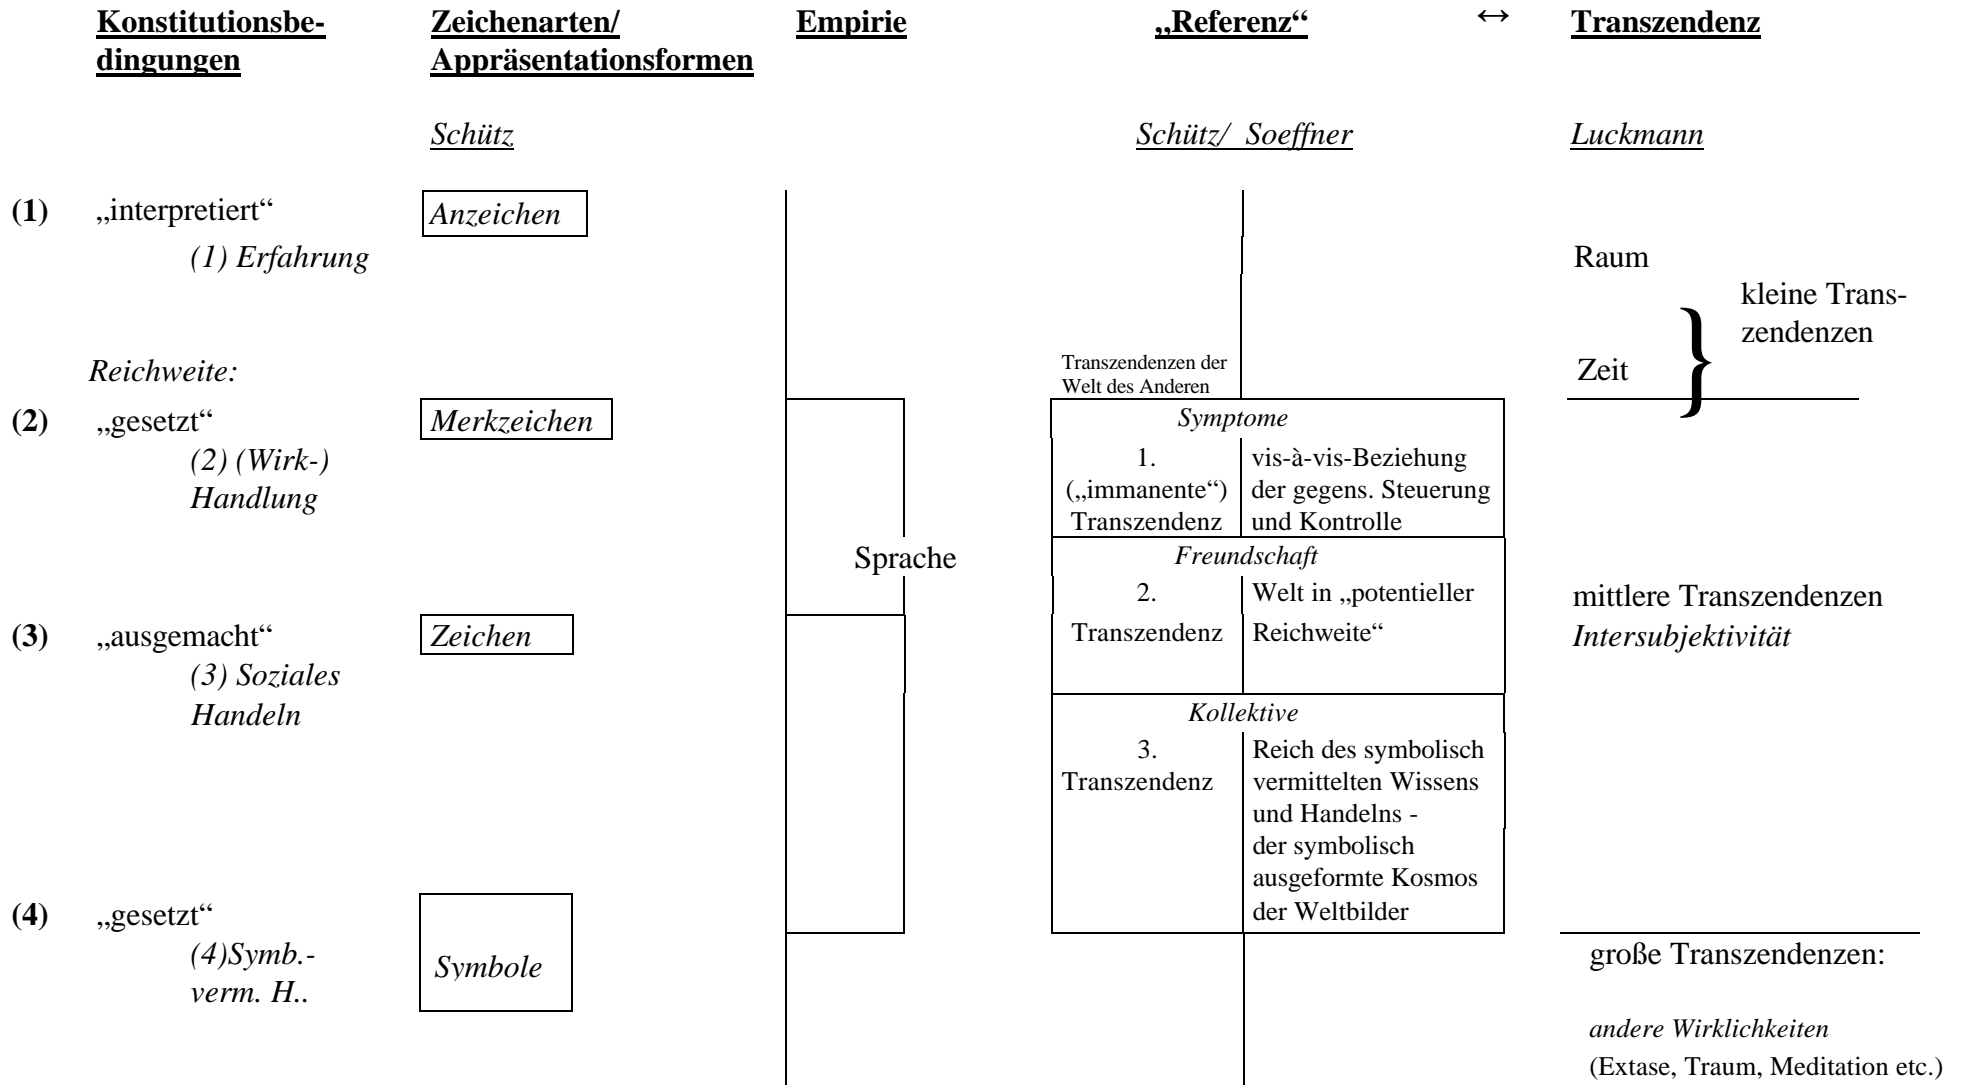 Konstitutionsbe-
dingungen
Zeichenarten/
Appräsentationsformen
Empirie
„Referenz“
↔
Transzendenz
Schütz
Schütz/ Soeffner
Luckmann
(1) „interpretiert“
(1) Erfahrung
Anzeichen
Raum
kleine Trans-
zendenzen
Zeit
}
Reichweite:
Transzendenzen der
Welt des Anderen
(2) „gesetzt“
(2) (Wirk-)
Handlung
Merkzeichen
Sprache
Symptome
1.
(„immanente“)
Transzendenz
vis-à-vis-Beziehung
der gegens. Steuerung
und Kontrolle
Freundschaft
2.
Transzendenz
Welt in „potentieller
Reichweite“
mittlere Transzendenzen
Intersubjektivität
(3) „ausgemacht“
(3) Soziales
Handeln
Zeichen
Kollektive
3.
Transzendenz
Reich des symbolisch
vermittelten Wissens
und Handelns -
der symbolisch
ausgeformte Kosmos
der Weltbilder
(4) „gesetzt“
(4)Symb.-
verm. H..
Symbole
große Transzendenzen:
andere Wirklichkeiten
(Extase, Traum, Meditation etc.)